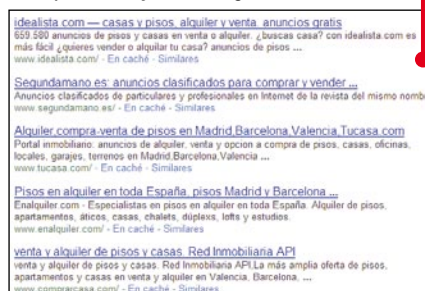 idealista.com — casas y pisos, alquiler y venta. anuncios gratis
659.580 anuncios de pisos y casas en venta o alquiler. ¿buscas casa? con idealista.com es
más fácil ¿quieres vender o alquilar tu casa? anuncios de pisos ...
www.idealista.com/ - En caché - Similares
Segundamano.es: anuncios clasificados para comprar y vender ...
Anuncios clasificados de particulares y profesionales en Internet de la revista del mismo nomb
www.segundamano.es/ - En caché - Similares
Alquiler,compra-venta de pisos en Madrid,Barcelona,Valencia,Tucasa.com
Portal inmobiliario: anuncios de alquiler, venta y opcion a compra de pisos, casas, oficinas,
locales, garajes, terrenos en Madrid,Barcelona,Valencia ...
www.tucasa.com/ - En caché - Similares
Pisos en alquiler en toda España. pisos Madrid y Barcelona ...
Enalquiler.com - Especialistas en pisos en alquiler en toda España. Alquiler de pisos,
apartamentos, áticos, casas, chalets, dúplexs, lofts y estudios.
www.enalquiler.com/ - En caché - Similares
venta y alquiler de pisos y casas. Red Inmobiliaria API
venta y alquiler de pisos y casas. Red Inmobiliaria API,La más amplia oferta de pisos,
apartamentos y casas en venta y alquiler en Valencia, Barcelona, ...
www.comprarcasa.com/ - En caché - Similares